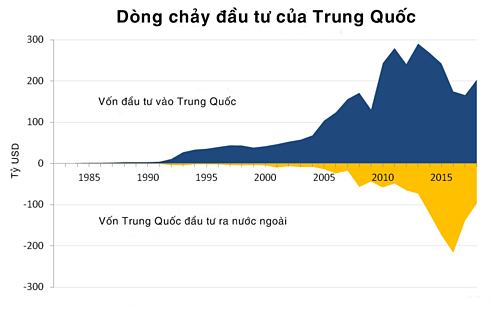 Dòng chảy đầu tư của Trung Quốc
300
200
100
0
-100
-200
-300
Tỷ USD
Vốn đầu tư vào Trung Quốc
1985 1990 1995 2000 2005 2010 2015
Vốn Trung Quốc đầu tư ra nước ngoài